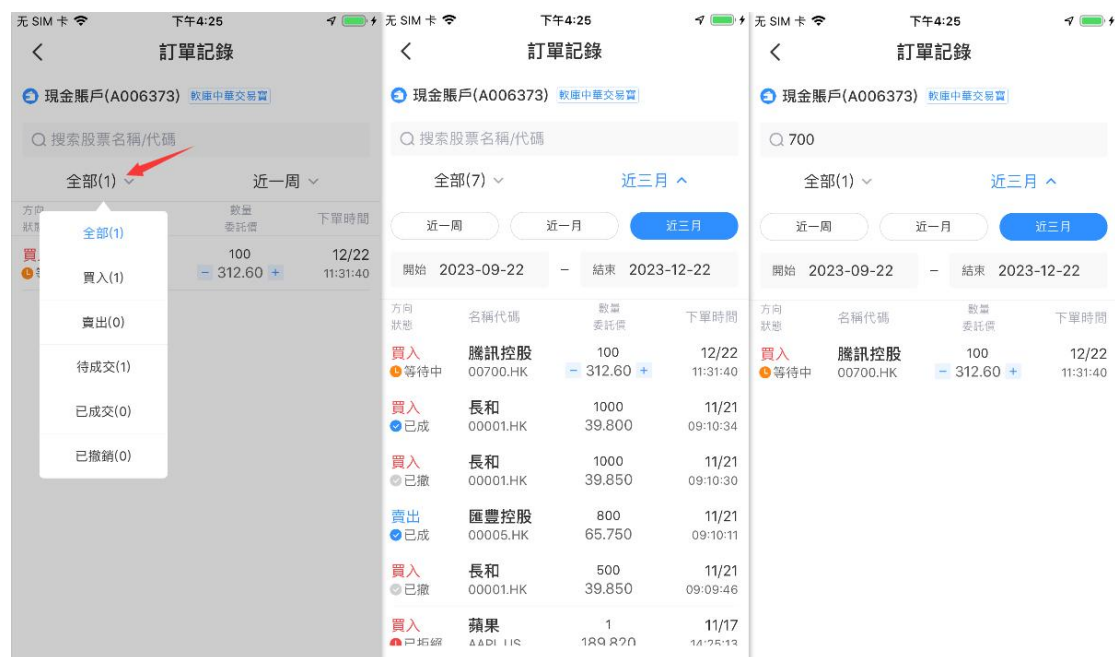 无 SIM 卡
下午4:25
訂單記錄
現金賬戶(A006373) 軟庫中華交易寶
搜索股票名稱/代碼
全部(1)
近一周
方向
數量
委託價
下單時間
全部(1)
買入(1)
賣出(0)
待成交(1)
已成交(0)
已撤銷(0)
100
12/22
- 312.60 +
11:31:40
无 SIM 卡
下午4:25
訂單記錄
現金賬戶(A006373) 軟庫中華交易寶
搜索股票名稱/代碼
全部(7)
近三月
近一周
近一月
近三月
開始 2023-09-22 - 結束 2023-12-22
方向
狀態
名稱代碼
數量
委託價
下單時間
買入 騰訊控股 100 12/22
等待中 00700.HK - 312.60 + 11:31:40
買入 長和 1000 11/21
已成 00001.HK 39.800 09:10:34
買入 長和 1000 11/21
已撤 00001.HK 39.850 09:10:30
賣出 匯豐控股 800 11/21
已成 00005.HK 65.750 09:10:11
買入 長和 500 11/21
已撤 00001.HK 39.850 09:09:46
買入 蘋果 1 11/17
已拒絕 AAPL.US 189.820 14:25:13
无 SIM 卡
下午4:25
訂單記錄
現金賬戶(A006373) 軟庫中華交易寶
700
全部(1)
近三月
近一周
近一月
近三月
開始 2023-09-22 - 結束 2023-12-22
方向
狀態
名稱代碼
數量
委託價
下單時間
買入 騰訊控股 100 12/22
等待中 00700.HK - 312.60 + 11:31:40